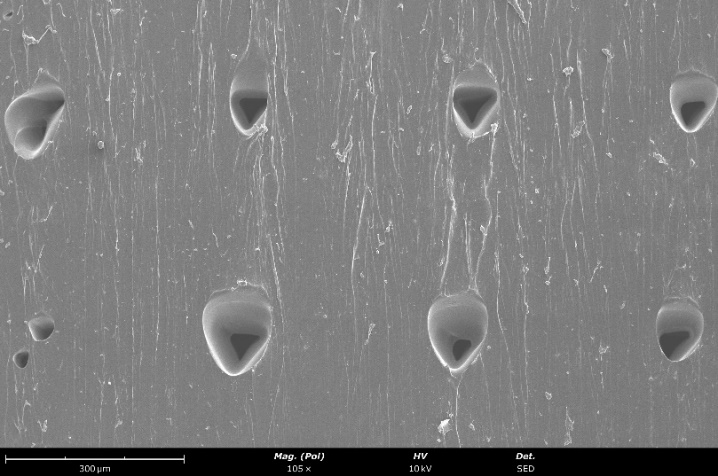 Mag. (Pol) HV Det.
300 µm 105 × 10 kV SED